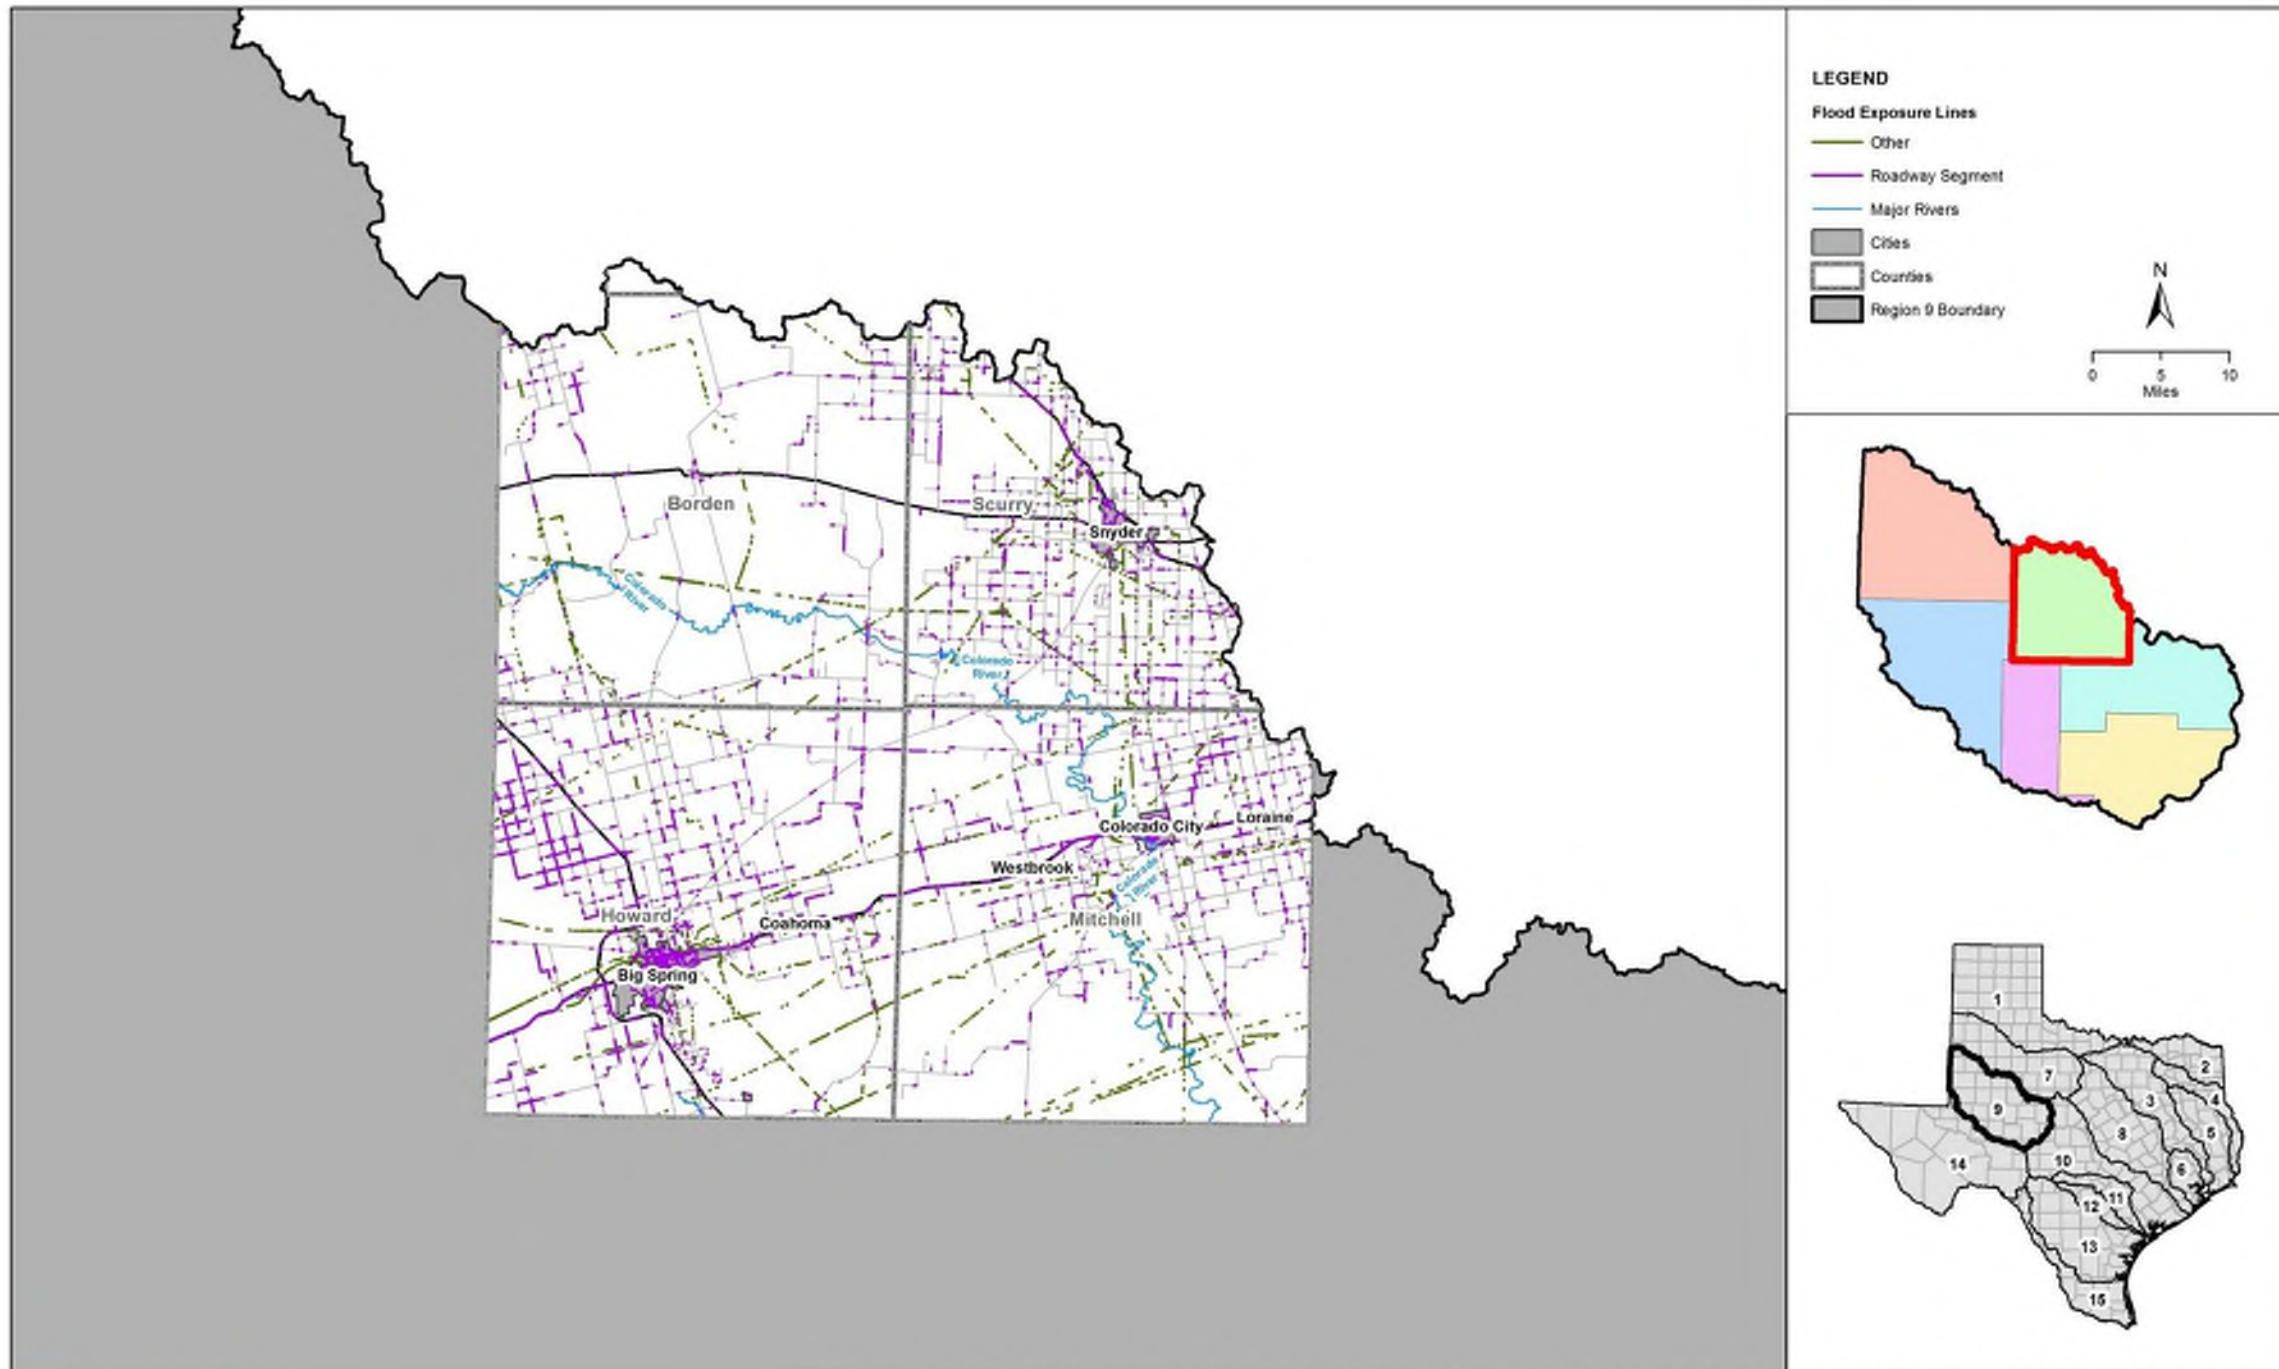 LEGEND
Flood Exposure Lines
Other
Roadway Segment
Major Rivers
Cities
Counties
Region 9 Boundary
N
0 5 10
Miles
Borden
Scurry
Snyder
Colorado
River
Colorado
River
Colorado City
Loraine
Westbrook
Colorado
River
Mitchell
Howard
Coahoma
Big Spring
1
2
7
3
4
9
8
5
14
10
6
11
12
13
15